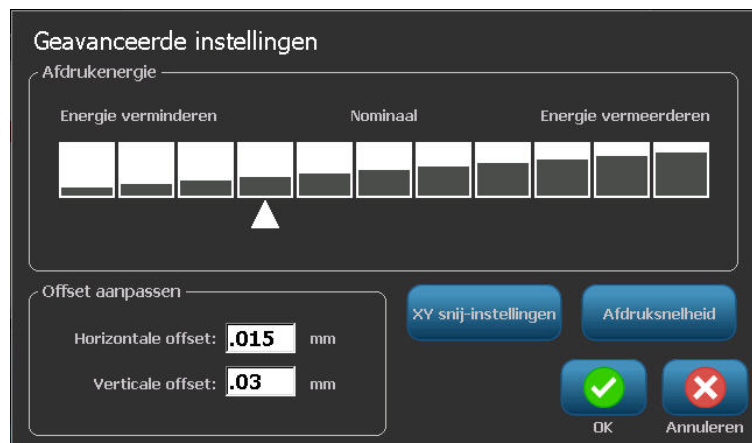 Geavanceerde instellingen
Afdrukenergie
Energie verminderen Nominaal Energie vermeerderen
Offset aanpassen
Horizontale offset: .015 mm
Verticale offset: .03 mm
XY snij-instellingen
Afdruksnelheid
OK
Annuleren